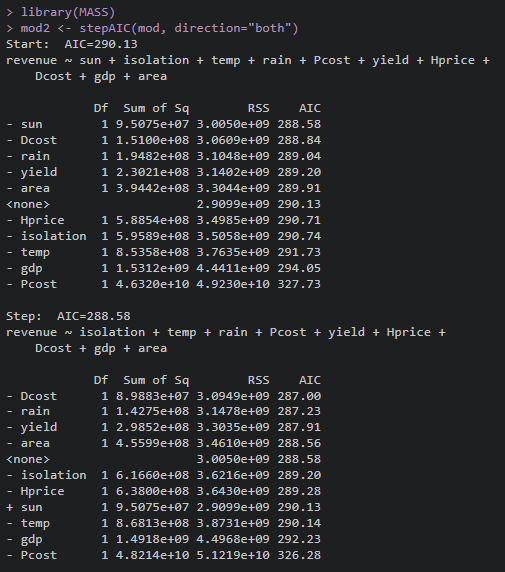 > library(MASS)
> mod2 <- stepAIC(mod, direction="both")
Start:  AIC=290.13
revenue ~ sun + isolation + temp + rain + Pcost + yield + Hprice +
    Dcost + gdp + area

            Df  Sum of Sq        RSS    AIC
- sun        1 9.5075e+07 3.0050e+09 288.58
- Dcost      1 1.5100e+08 3.0609e+09 288.84
- rain       1 1.9482e+08 3.1048e+09 289.04
- yield      1 2.3021e+08 3.1402e+09 289.20
- area       1 3.9442e+08 3.3044e+09 289.91
<none>                    2.9099e+09 290.13
- Hprice     1 5.8854e+08 3.4985e+09 290.71
- isolation  1 5.9589e+08 3.5058e+09 290.74
- temp       1 8.5358e+08 3.7635e+09 291.73
- gdp        1 1.5312e+09 4.4411e+09 294.05
- Pcost      1 4.6320e+10 4.9230e+10 327.73

Step:  AIC=288.58
revenue ~ isolation + temp + rain + Pcost + yield + Hprice +
    Dcost + gdp + area

            Df  Sum of Sq        RSS    AIC
- Dcost      1 8.9883e+07 3.0949e+09 287.00
- rain       1 1.4275e+08 3.1478e+09 287.23
- yield      1 2.9852e+08 3.3035e+09 287.91
- area       1 4.5599e+08 3.4610e+09 288.56
<none>                    3.0050e+09 288.58
- isolation  1 6.1660e+08 3.6216e+09 289.20
- Hprice     1 6.3800e+08 3.6430e+09 289.28
+ sun        1 9.5075e+07 2.9099e+09 290.13
- temp       1 8.6813e+08 3.8731e+09 290.14
- gdp        1 1.4918e+09 4.4968e+09 292.23
- Pcost      1 4.8214e+10 5.1219e+10 326.28